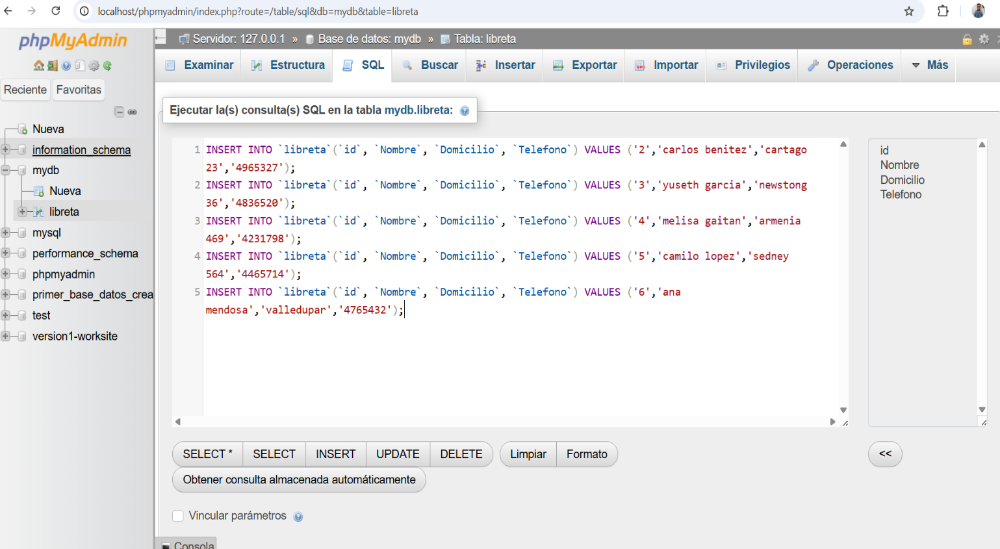 localhost/phpmyadmin/index.php?route=/table/sql&db=mydb&table=libreta
phpMyAdmin
Reciente
Favoritas
Nueva
information_schema
mydb
Nueva
libreta
mysql
performance_schema
phpmyadmin
primer_base_datos_crea
test
version1-worksite
Servidor: 127.0.0.1 » Base de datos: mydb » Tabla: libreta
Examinar Estructura SQL Buscar Insertar Exportar Importar Privilegios Operaciones Más
Ejecutar la(s) consulta(s) SQL en la tabla mydb.libreta:
1 INSERT INTO `libreta`(`id`, `Nombre`, `Domicilio`, `Telefono`) VALUES ('2','carlos benitez','cartago
23','4965327');
2 INSERT INTO `libreta`(`id`, `Nombre`, `Domicilio`, `Telefono`) VALUES ('3','yuseth garcia','newstong
36','4836520');
3 INSERT INTO `libreta`(`id`, `Nombre`, `Domicilio`, `Telefono`) VALUES ('4','melisa gaitan','armenia
469','4231798');
4 INSERT INTO `libreta`(`id`, `Nombre`, `Domicilio`, `Telefono`) VALUES ('5','camilo lopez','sedney
564','4465714');
5 INSERT INTO `libreta`(`id`, `Nombre`, `Domicilio`, `Telefono`) VALUES ('6','ana
mendosa','valledupar','4765432');
id
Nombre
Domicilio
Telefono
SELECT * SELECT INSERT UPDATE DELETE Limpiar Formato <<
Obtener consulta almacenada automáticamente
Vincular parámetros
Consola